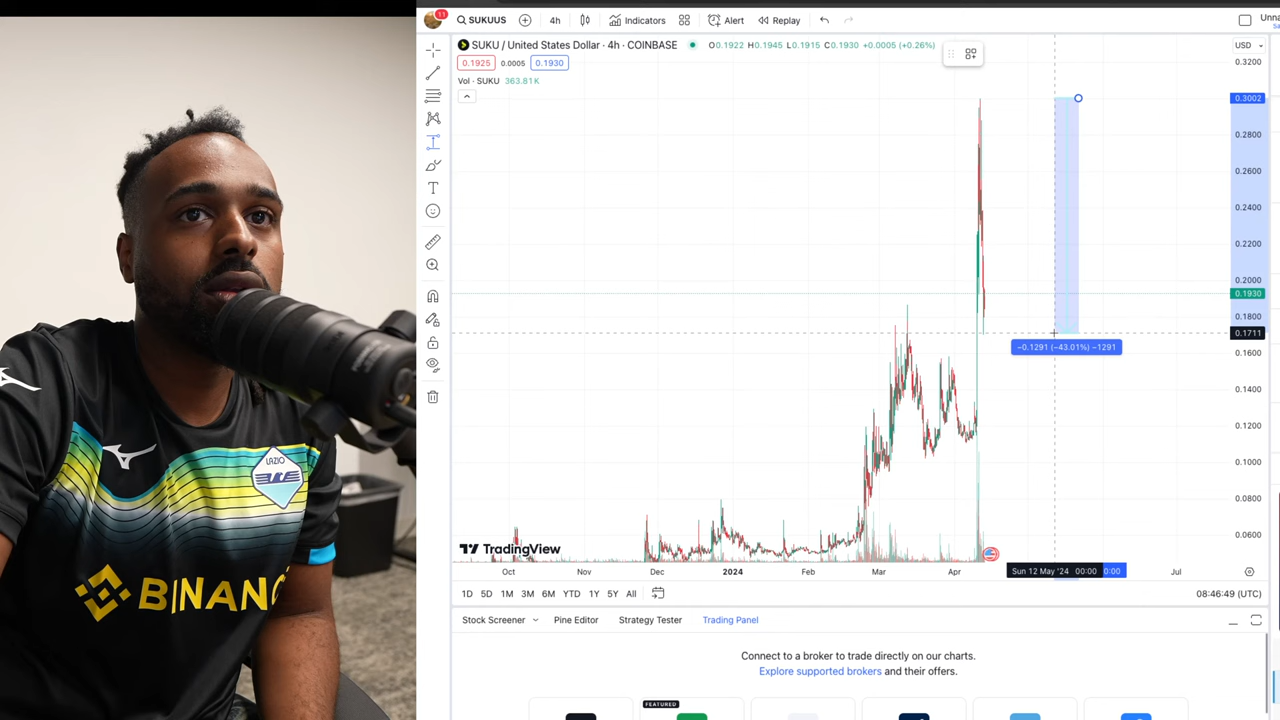 11
SUKUUS
4h
Indicators
Alert
Replay
Unna
SUKU / United States Dollar · 4h · COINBASE
O0.1922 H0.1945 L0.1915 C0.1930 +0.0005 (+0.26%)
USD
0.1925
0.0005
0.1930
Vol · SUKU 363.81K
0.3200
0.3002
0.2800
0.2600
0.2400
0.2200
0.2000
0.1930
0.1800
0.1711
−0.1291 (−43.01%) −1291
0.1600
0.1400
0.1200
0.1000
0.0800
0.0600
LAZIO
BINANC
TradingView
Oct
Nov
Dec
2024
Feb
Mar
Apr
Sun 12 May '24 00:00
0:00
Jul
1D 5D 1M 3M 6M YTD 1Y 5Y All
08:46:49 (UTC)
Stock Screener
Pine Editor
Strategy Tester
Trading Panel
Connect to a broker to trade directly on our charts.
Explore supported brokers and their offers.
FEATURED